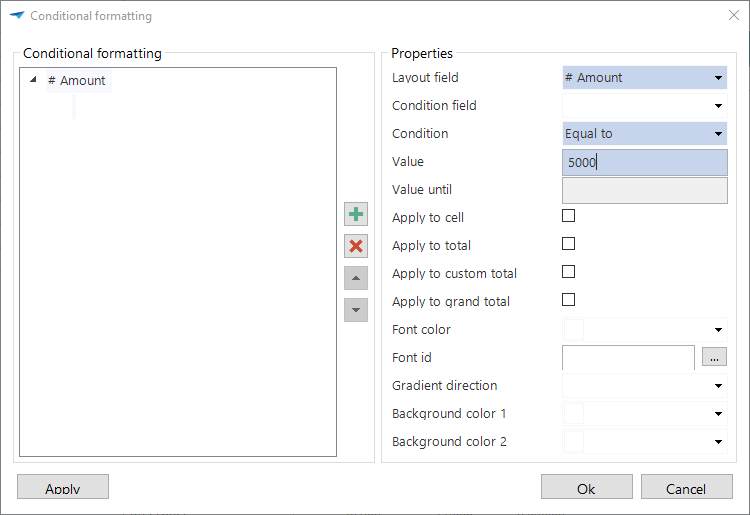 Conditional formatting
Conditional formatting
# Amount
Properties
Layout field
# Amount
Condition field
Condition
Equal to
Value
5000
Value until
Apply to cell
Apply to total
Apply to custom total
Apply to grand total
Font color
Font id
...
Gradient direction
Background color 1
Background color 2
Apply
Ok
Cancel